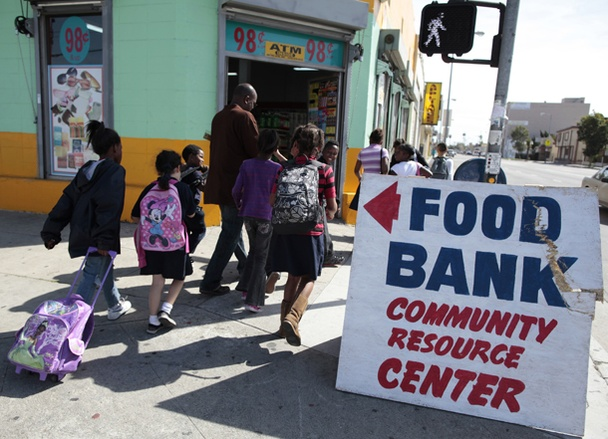 98¢
98¢ ATM 98¢
FOOD
BANK
COMMUNITY
RESOURCE
CENTER